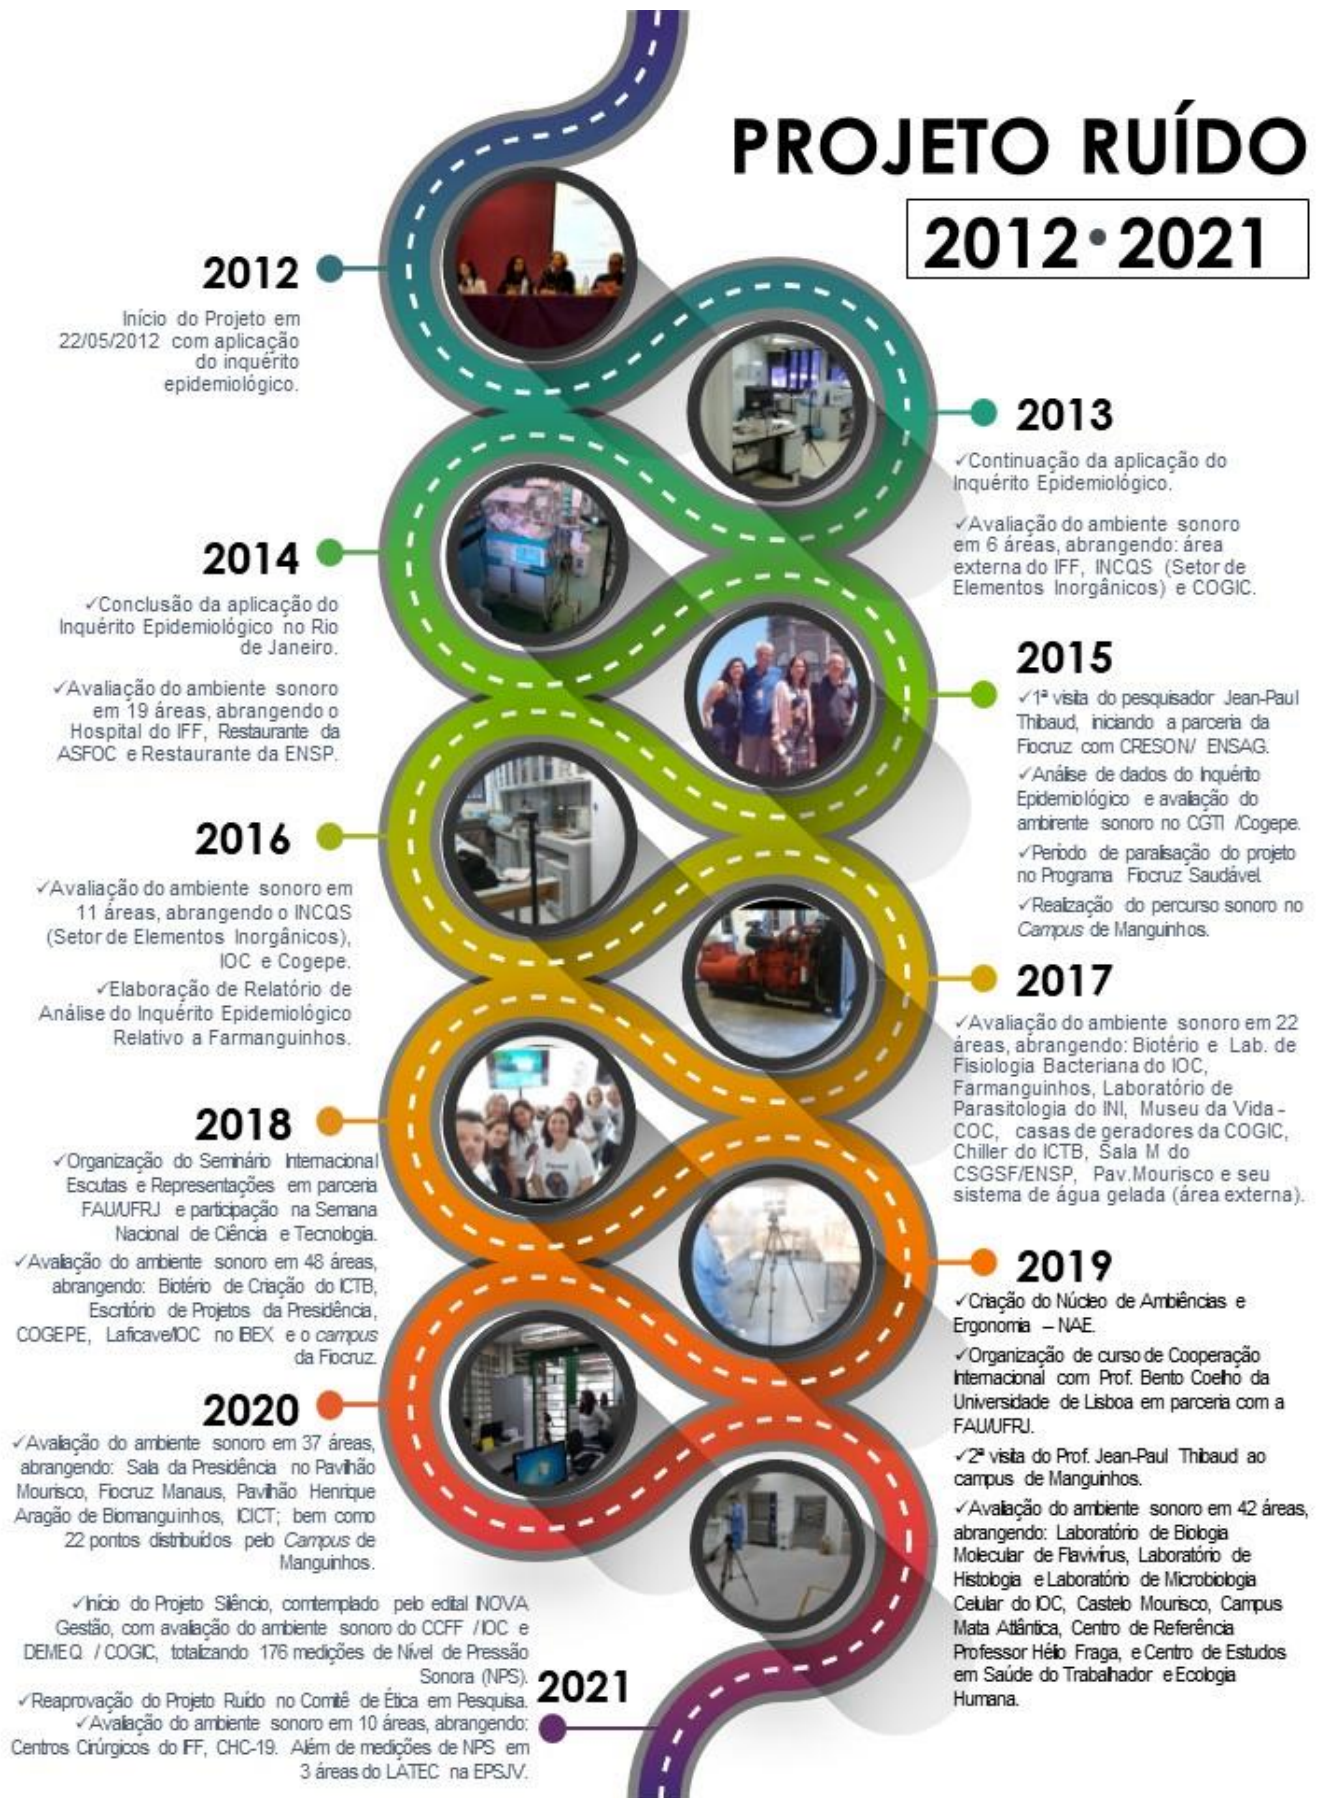 PROJETO RUÍDO
2012•2021
2012
Início do Projeto em
22/05/2012 com aplicação
do inquérito
epidemiológico.
2013
✓Continuação da aplicação do
Inquérito Epidemiológico.
✓Avaliação do ambiente sonoro
em 6 áreas, abrangendo: área
externa do IFF, INCQS (Setor de
Elementos Inorgânicos) e COGIC.
2014
✓Conclusão da aplicação do
Inquérito Epidemiológico no Rio
de Janeiro.
✓Avaliação do ambiente sonoro
em 19 áreas, abrangendo o
Hospital do IFF, Restaurante da
ASFOC e Restaurante da ENSP.
2015
✓1ª visita do pesquisador Jean-Paul
Thibaud, iniciando a parceria da
Fiocruz com CRESON/ ENSAG.
✓Análise de dados do Inquérito
Epidemiológico e avaliação do
ambirente sonoro no CGTI /Cogepe.
✓Período de paralisação do projeto
no Programa Fiocruz Saudável.
✓Realização do percurso sonoro no
Campus de Manguinhos.
2016
✓Avaliação do ambiente sonoro em
11 áreas, abrangendo o INCQS
(Setor de Elementos Inorgânicos),
IOC e Cogepe.
✓Elaboração de Relatório de
Análise do Inquérito Epidemiológico
Relativo a Farmanguinhos.
2017
✓Avaliação do ambiente sonoro em 22
áreas, abrangendo: Biotério e Lab. de
Fisiologia Bacteriana do IOC,
Farmanguinhos, Laboratório de
Parasitologia do INI, Museu da Vida -
COC, casas de geradores da COGIC,
Chiller do ICTB, Sala M do
CSGSF/ENSP, Pav.Mourisco e seu
sistema de água gelada (área externa).
2018
✓Organização do Seminário Internacional
Escutas e Representações em parceria
FAU/UFRJ e participação na Semana
Nacional de Ciência e Tecnologia.
✓Avaliação do ambiente sonoro em 48 áreas,
abrangendo: Biotério de Criação do ICTB,
Escritório de Projetos da Presidência,
COGEPE, Laficave/IOC no IBEX e o campus
da Fiocruz.
2019
✓Criação do Núcleo de Ambiências e
Ergonomia – NAE.
✓Organização de curso de Cooperação
Internacional com Prof. Bento Coelho da
Universidade de Lisboa em parceria com a
FAU/UFRJ.
✓2ª visita do Prof. Jean-Paul Thibaud ao
campus de Manguinhos.
✓Avaliação do ambiente sonoro em 42 áreas,
abrangendo: Laboratório de Biologia
Molecular de Flavivírus, Laboratório de
Histologia e Laboratório de Microbiologia
Celular do IOC, Castelo Mourisco, Campus
Mata Atlântica, Centro de Referência
Professor Hélio Fraga, e Centro de Estudos
em Saúde do Trabalhador e Ecologia
Humana.
2020
✓Avaliação do ambiente sonoro em 37 áreas,
abrangendo: Sala da Presidência no Pavilhão
Mourisco, Fiocruz Manaus, Pavilhão Henrique
Aragão de Biomanguinhos, ICICT; bem como
22 pontos distribuídos pelo Campus de
Manguinhos.
2021
✓Início do Projeto Silêncio, comtemplado pelo edital INOVA
Gestão, com avaliação do ambiente sonoro do CCFF /IOC e
DEMEQ / COGIC, totalizando 176 medições de Nível de Pressão
Sonora (NPS).
✓Reaprovação do Projeto Ruído no Comitê de Ética em Pesquisa.
✓Avaliação do ambiente sonoro em 10 áreas, abrangendo:
Centros Cirúrgicos do IFF, CHC-19. Além de medições de NPS em
3 áreas do LATEC na EPSJV.